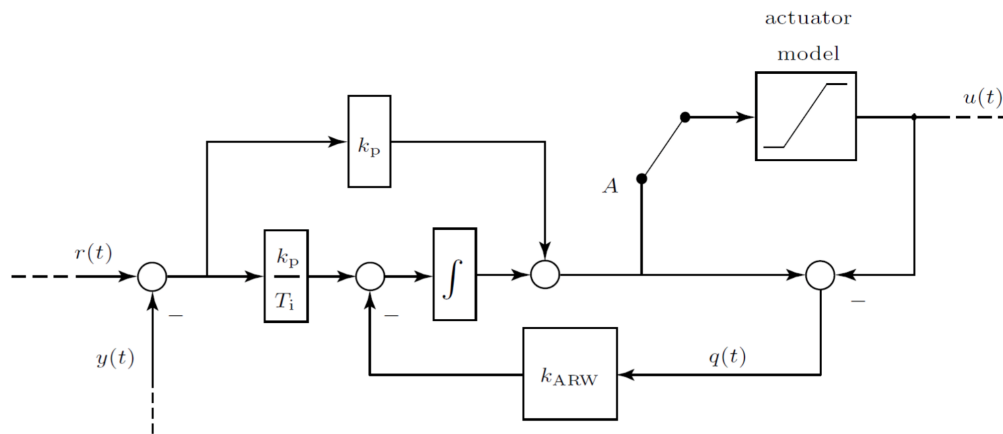 actuator
model
u(t)
k_p
A
r(t)
k_p
T_i
∫
−
−
−
y(t)
k_ARW
q(t)